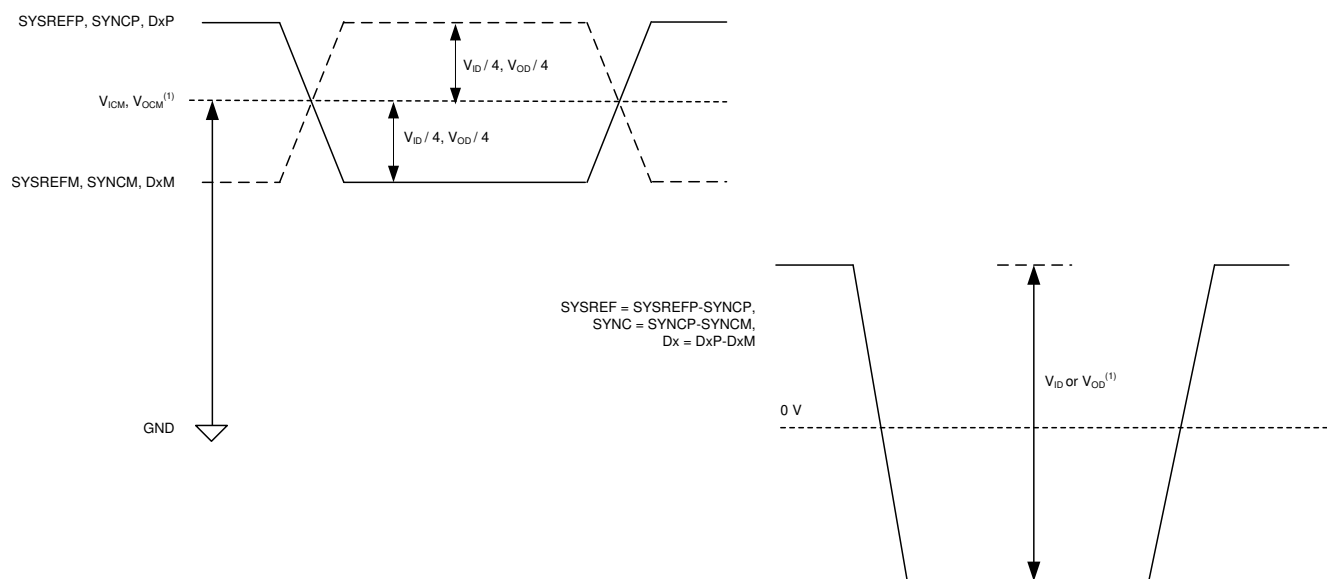 SYSREFP, SYNCP, DxP
V_ID / 4, V_OD / 4
V_ICM, V_OCM^(1)
V_ID / 4, V_OD / 4
SYSREFM, SYNCM, DxM
SYSREF = SYSREFP-SYNCP,
SYNC = SYNCP-SYNCM,
Dx = DxP-DxM
V_ID or V_OD^(1)
0 V
GND